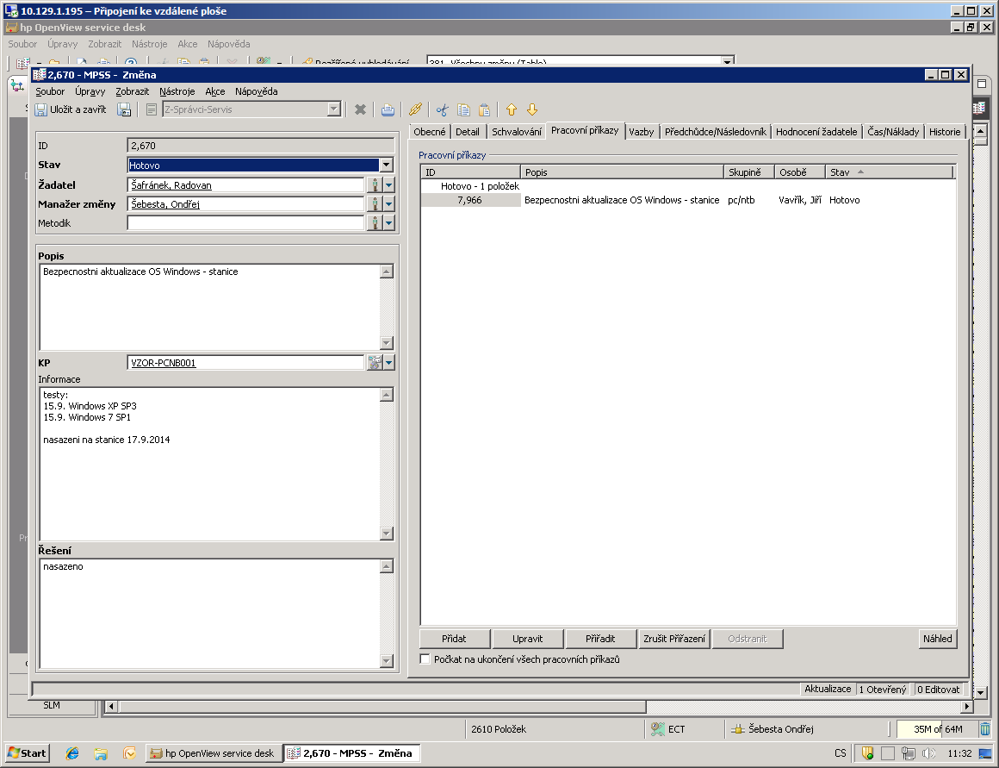 10.129.1.195 – Připojení ke vzdálené ploše
hp OpenView service desk
Soubor Úpravy Zobrazit Nástroje Akce Nápověda
Rozšířené vyhledávání 381. Všechny změny (Table)
2,670 - MPSS - Změna
Soubor Úpravy Zobrazit Nástroje Akce Nápověda
Uložit a zavřít Z-Správci-Servis
ID 2,670
Stav Hotovo
Žadatel Šafránek, Radovan
Manažer změny Šebesta, Ondřej
Metodik
Popis
Bezpecnostni aktualizace OS Windows - stanice
KP VZOR-PCNB001
Informace
testy:
15.9. Windows XP SP3
15.9. Windows 7 SP1
nasazeni na stanice 17.9.2014
Řešení
nasazeno
Obecné Detail Schvalování Pracovní příkazy Vazby Předchůdce/Následovník Hodnocení žadatele Čas/Náklady Historie
Pracovní příkazy
ID Popis Skupině Osobě Stav
Hotovo - 1 položek
7,966 Bezpecnostni aktualizace OS Windows - stanice pc/ntb Vavřík, Jiří Hotovo
Přidat Upravit Přiřadit Zrušit Přiřazení Odstranit Náhled
Počkat na ukončení všech pracovních příkazů
Aktualizace 1 Otevřený 0 Editovat
SLM
2610 Položek ECT Šebesta Ondřej 35M of 64M
Start hp OpenView service desk 2,670 - MPSS - Změna CS 11:32